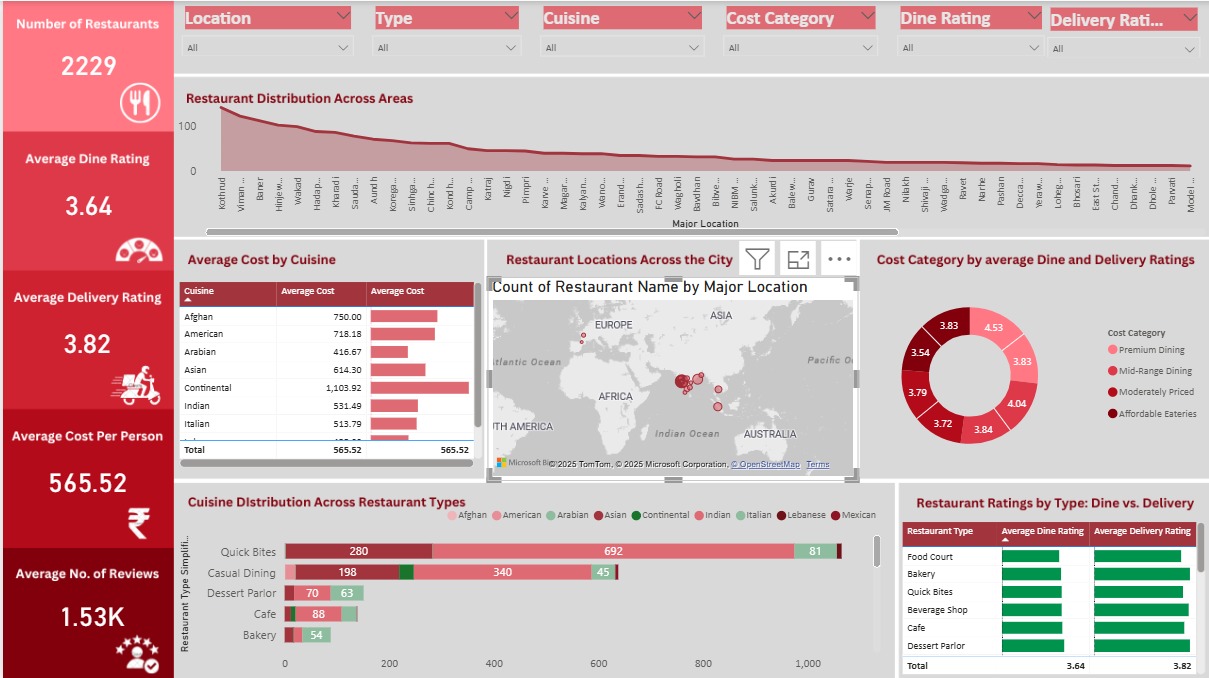 Number of Restaurants
2229
Average Dine Rating
3.64
Average Delivery Rating
3.82
Average Cost Per Person
565.52
Average No. of Reviews
1.53K
Location Type Cuisine Cost Category Dine Rating Delivery Rati...
All All All All All All
Restaurant Distribution Across Areas
100
0
Kothrud Viman ... Baner Hinjew... Wakad Hadap... Kharadi Sauda... Aundh Korega... Sinhga... Chinch... Kondh... Camp ... Katraj Nigdi Pimpri Karve ... Magar... Kalyan... Wano... Erand... Sadash... FC Road Wagholi Bavdhan Bibve... NIBM ... Salunk... Akurdi Balew... Gurav Satara ... Warje Senap... JM Road Nilakh Shivaji ... Wadga... Ravet Narhe Pashan Decca... Yeraw... Loheg... Bhosari East St... Chand... Dhank... Dhole ... Parvati Model ...
Major Location
Average Cost by Cuisine
Cuisine Average Cost Average Cost
Afghan 750.00
American 718.18
Arabian 416.67
Asian 614.30
Continental 1,103.92
Indian 531.49
Italian 513.79
Total 565.52 565.52
Restaurant Locations Across the City
Count of Restaurant Name by Major Location
EUROPE
ASIA
Atlantic Ocean
Pacific O
AFRICA
UTH AMERICA
Indian Ocean
AUSTRALIA
Microsoft Bi
© 2025 TomTom, © 2025 Microsoft Corporation, © OpenStreetMap Terms
Cost Category by average Dine and Delivery Ratings
4.53
3.83
4.04
3.84
3.72
3.79
3.54
3.83
Cost Category
Premium Dining
Mid-Range Dining
Moderately Priced
Affordable Eateries
Cuisine DIstribution Across Restaurant Types
Afghan American Arabian Asian Continental Indian Italian Lebanese Mexican
Restaurant Type Simplifi...
Quick Bites 280 692 81
Casual Dining 198 340 45
Dessert Parlor 70 63
Cafe 88
Bakery 54
0 200 400 600 800 1,000
Restaurant Ratings by Type: Dine vs. Delivery
Restaurant Type Average Dine Rating Average Delivery Rating
Food Court
Bakery
Quick Bites
Beverage Shop
Cafe
Dessert Parlor
Total 3.64 3.82